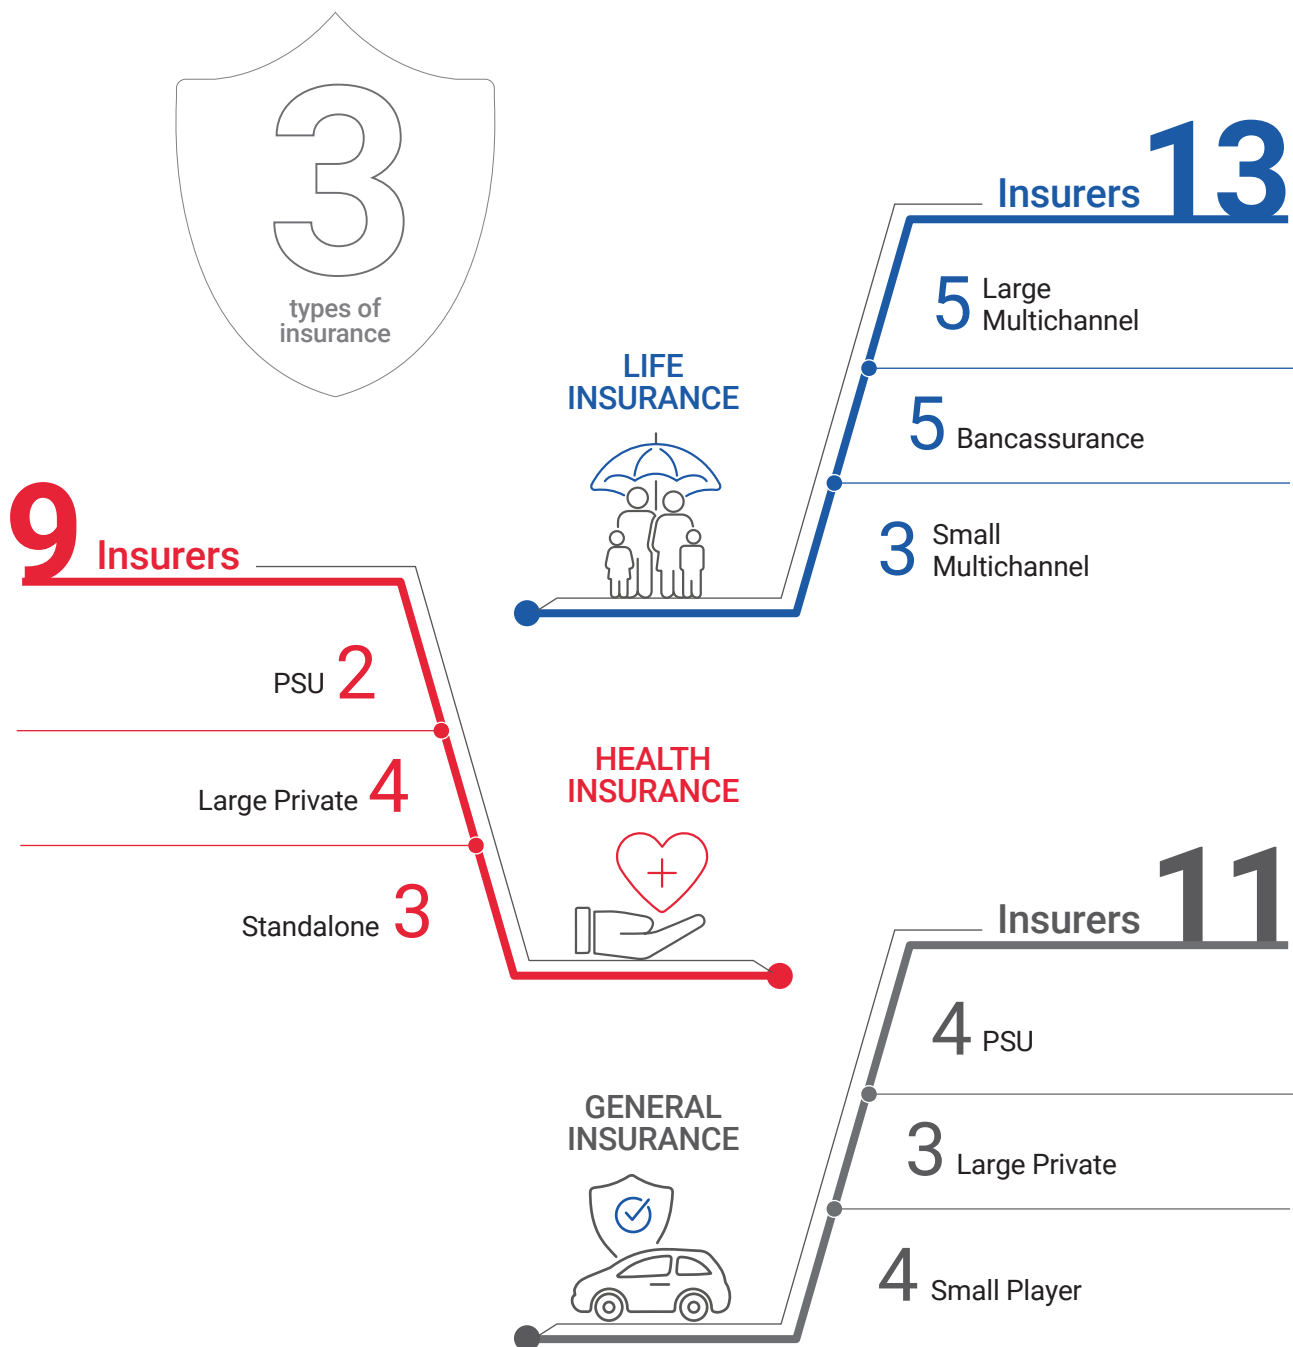 3
types of
insurance
Insurers 13
5 Large
Multichannel
5 Bancassurance
3 Small
Multichannel
LIFE
INSURANCE
9 Insurers
PSU 2
Large Private 4
Standalone 3
HEALTH
INSURANCE
Insurers 11
4 PSU
3 Large Private
4 Small Player
GENERAL
INSURANCE